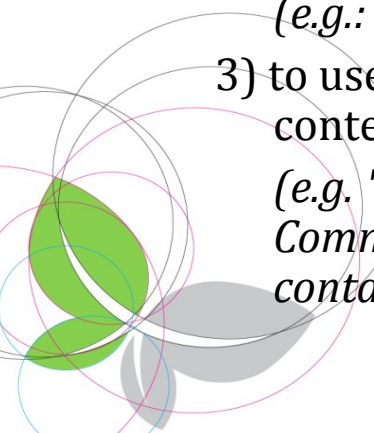 (e.g.:
3) to use
conte
(e.g. "
Comm
conta